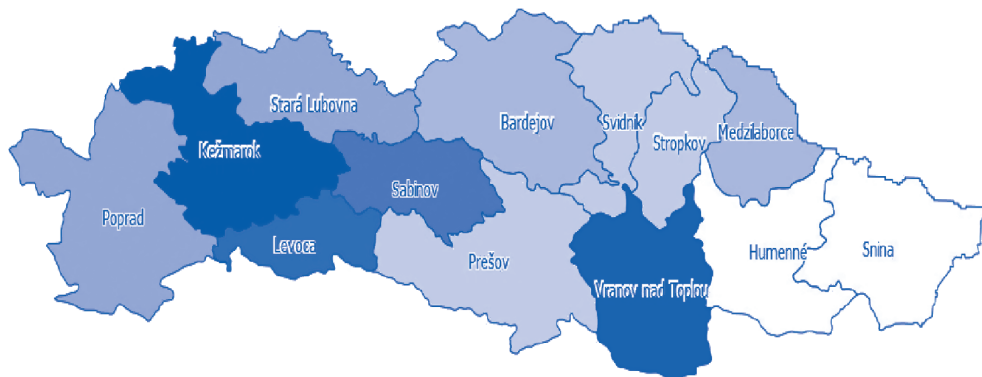 Stará Lubovna
Bardejov
Svidník
Stropkov
Medzilaborce
Kežmarok
Sabinov
Poprad
Levoca
Prešov
Vranov nad Toplou
Humenné
Snina